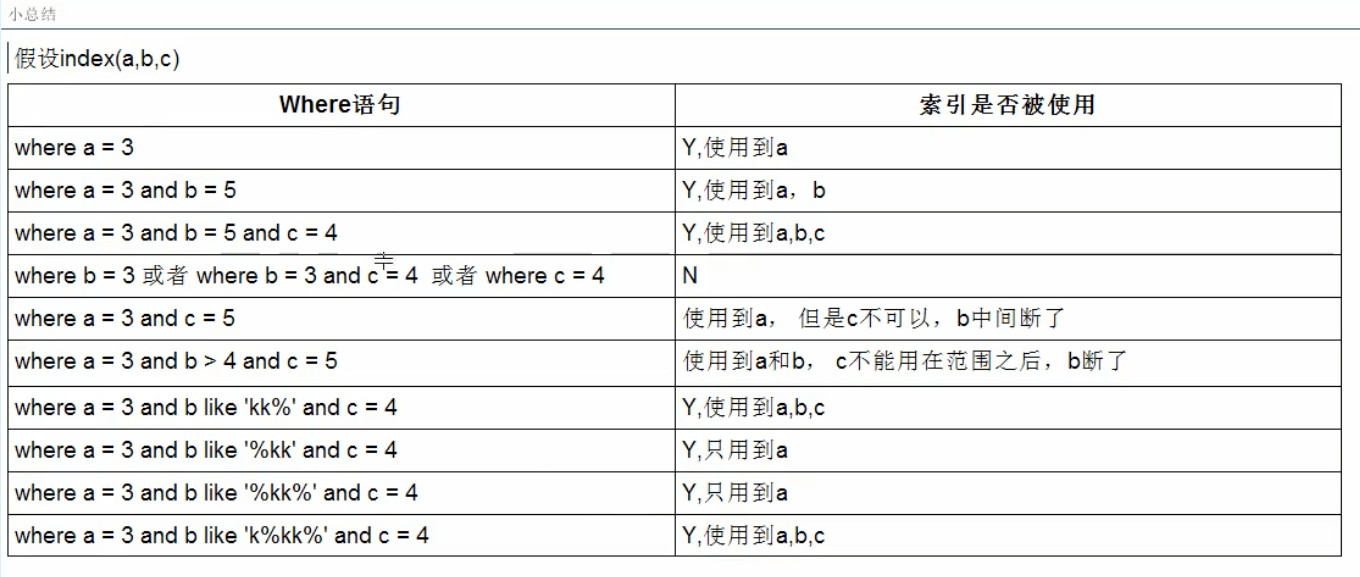 小总结
假设index(a,b,c)
Where语句 索引是否被使用
where a = 3 Y,使用到a
where a = 3 and b = 5 Y,使用到a，b
where a = 3 and b = 5 and c = 4 Y,使用到a,b,c
where b = 3 或者 where b = 3 and c = 4 或者 where c = 4 N
where a = 3 and c = 5 使用到a， 但是c不可以，b中间断了
where a = 3 and b > 4 and c = 5 使用到a和b， c不能用在范围之后，b断了
where a = 3 and b like 'kk%' and c = 4 Y,使用到a,b,c
where a = 3 and b like '%kk' and c = 4 Y,只用到a
where a = 3 and b like '%kk%' and c = 4 Y,只用到a
where a = 3 and b like 'k%kk%' and c = 4 Y,使用到a,b,c